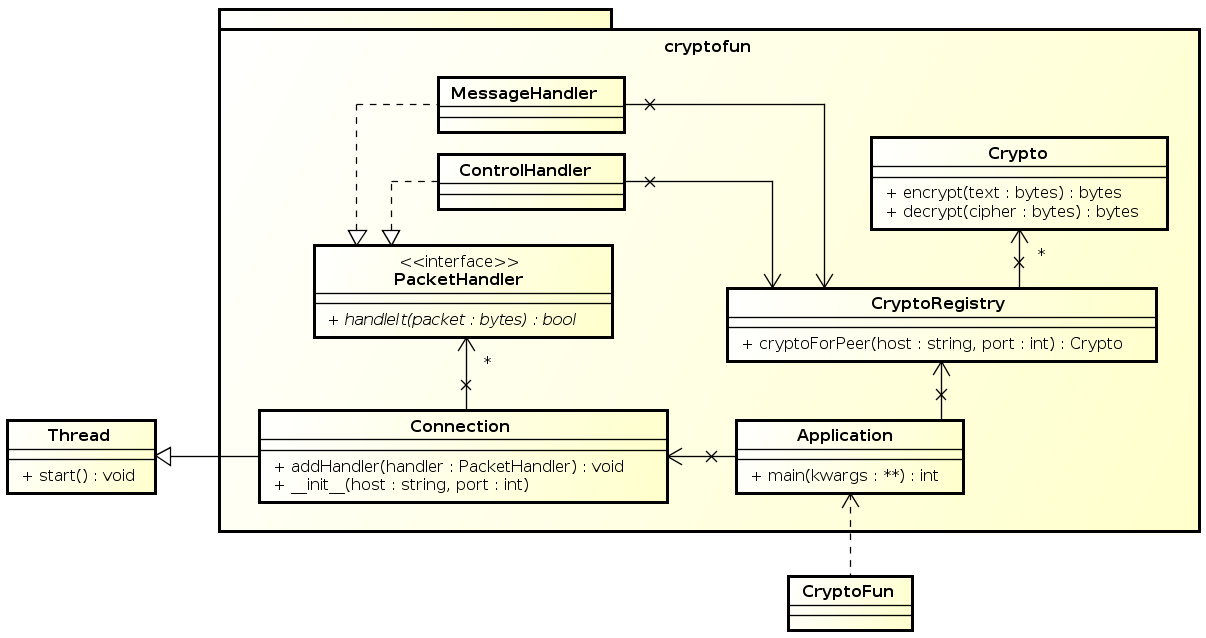 cryptofun
MessageHandler
ControlHandler
Crypto
+ encrypt(text : bytes) : bytes
+ decrypt(cipher : bytes) : bytes
*
<<interface>>
PacketHandler
+ handleIt(packet : bytes) : bool
CryptoRegistry
+ cryptoForPeer(host : string, port : int) : Crypto
*
Thread
+ start() : void
Connection
+ addHandler(handler : PacketHandler) : void
+ __init__(host : string, port : int)
Application
+ main(kwargs : **) : int
CryptoFun